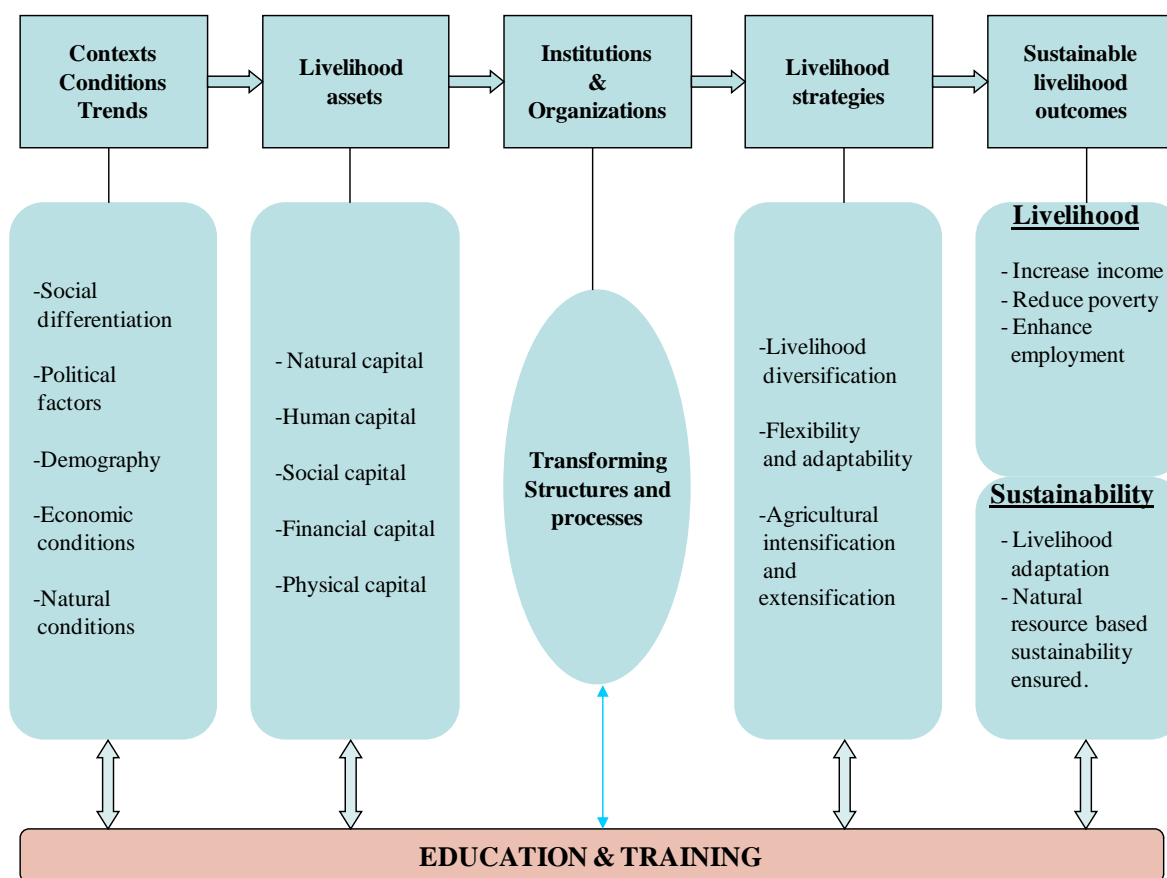 Contexts
Conditions
Trends
Livelihood
assets
Institutions
&
Organizations
Livelihood
strategies
Sustainable
livelihood
outcomes
-Social
differentiation
-Political
factors
-Demography
-Economic
conditions
-Natural
conditions
- Natural capital
-Human capital
-Social capital
-Financial capital
-Physical capital
Transforming
Structures and
processes
-Livelihood
diversification
-Flexibility
and adaptability
-Agricultural
intensification
and
extensification
Livelihood
- Increase income
- Reduce poverty
- Enhance
employment
Sustainability
- Livelihood
adaptation
- Natural
resource based
sustainability
ensured.
EDUCATION & TRAINING